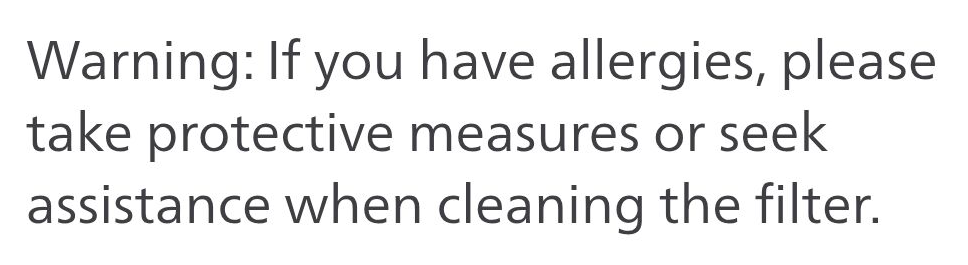 Warning: If you have allergies, please
take protective measures or seek
assistance when cleaning the filter.